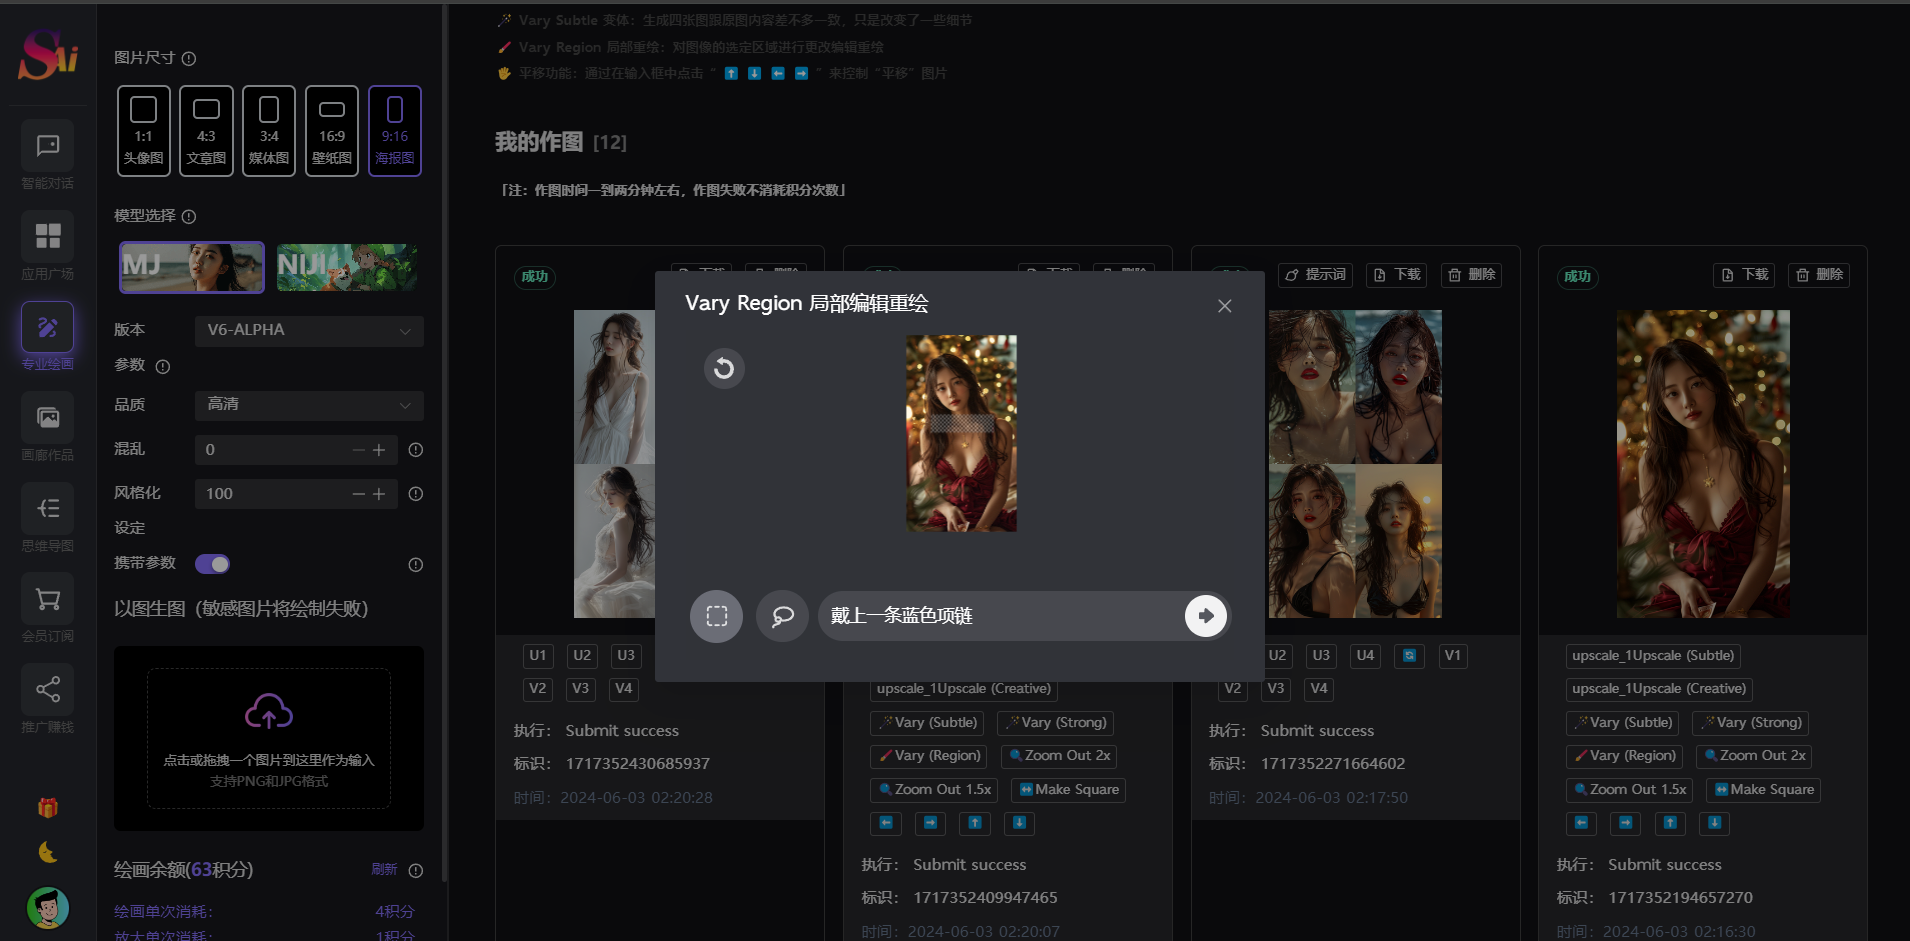 Sai
🪄 Vary Subtle 变体：生成四张图跟原图内容差不多一致，只是改变了一些细节
🖌️ Vary Region 局部重绘：对图像的选定区域进行更改编辑重绘
🖐 平移功能：通过在输入框中点击 “ ⬆️ ⬇️ ⬅️ ➡️ ” 来控制“平移”图片
图片尺寸
1:1
头像图
4:3
文章图
3:4
媒体图
16:9
壁纸图
9:16
海报图
模型选择
MJ
NIJI
版本
V6-ALPHA
参数
品质
高清
混乱
0
风格化
100
设定
携带参数
以图生图（敏感图片将绘制失败）
点击或拖拽一个图片到这里作为输入
支持PNG和JPG格式
绘画余额(63积分)
刷新
绘画单次消耗：
4积分
放大单次消耗：
1积分
智能对话
应用广场
专业绘画
画廊作品
思维导图
会员订阅
推广赚钱
我的作图 [12]
「注：作图时间一到两分钟左右，作图失败不消耗积分次数」
成功
下载
删除
U1
U2
U3
V2
V3
V4
执行： Submit success
标识： 1717352430685937
时间：2024-06-03 02:20:28
下载
删除
upscale_1Upscale (Creative)
🪄Vary (Subtle)
🪄Vary (Strong)
🖌️Vary (Region)
🔍Zoom Out 2x
🔍Zoom Out 1.5x
↔️Make Square
⬅️
➡️
⬆️
⬇️
执行： Submit success
标识： 1717352409947465
时间：2024-06-03 02:20:07
提示词
下载
删除
U2
U3
U4
🔄
V1
V2
V3
V4
执行： Submit success
标识： 1717352271664602
时间：2024-06-03 02:17:50
成功
下载
删除
upscale_1Upscale (Subtle)
upscale_1Upscale (Creative)
🪄Vary (Subtle)
🪄Vary (Strong)
🖌️Vary (Region)
🔍Zoom Out 2x
🔍Zoom Out 1.5x
↔️Make Square
⬅️
➡️
⬆️
⬇️
执行： Submit success
标识： 1717352194657270
时间：2024-06-03 02:16:30
Vary Region 局部编辑重绘
戴上一条蓝色项链